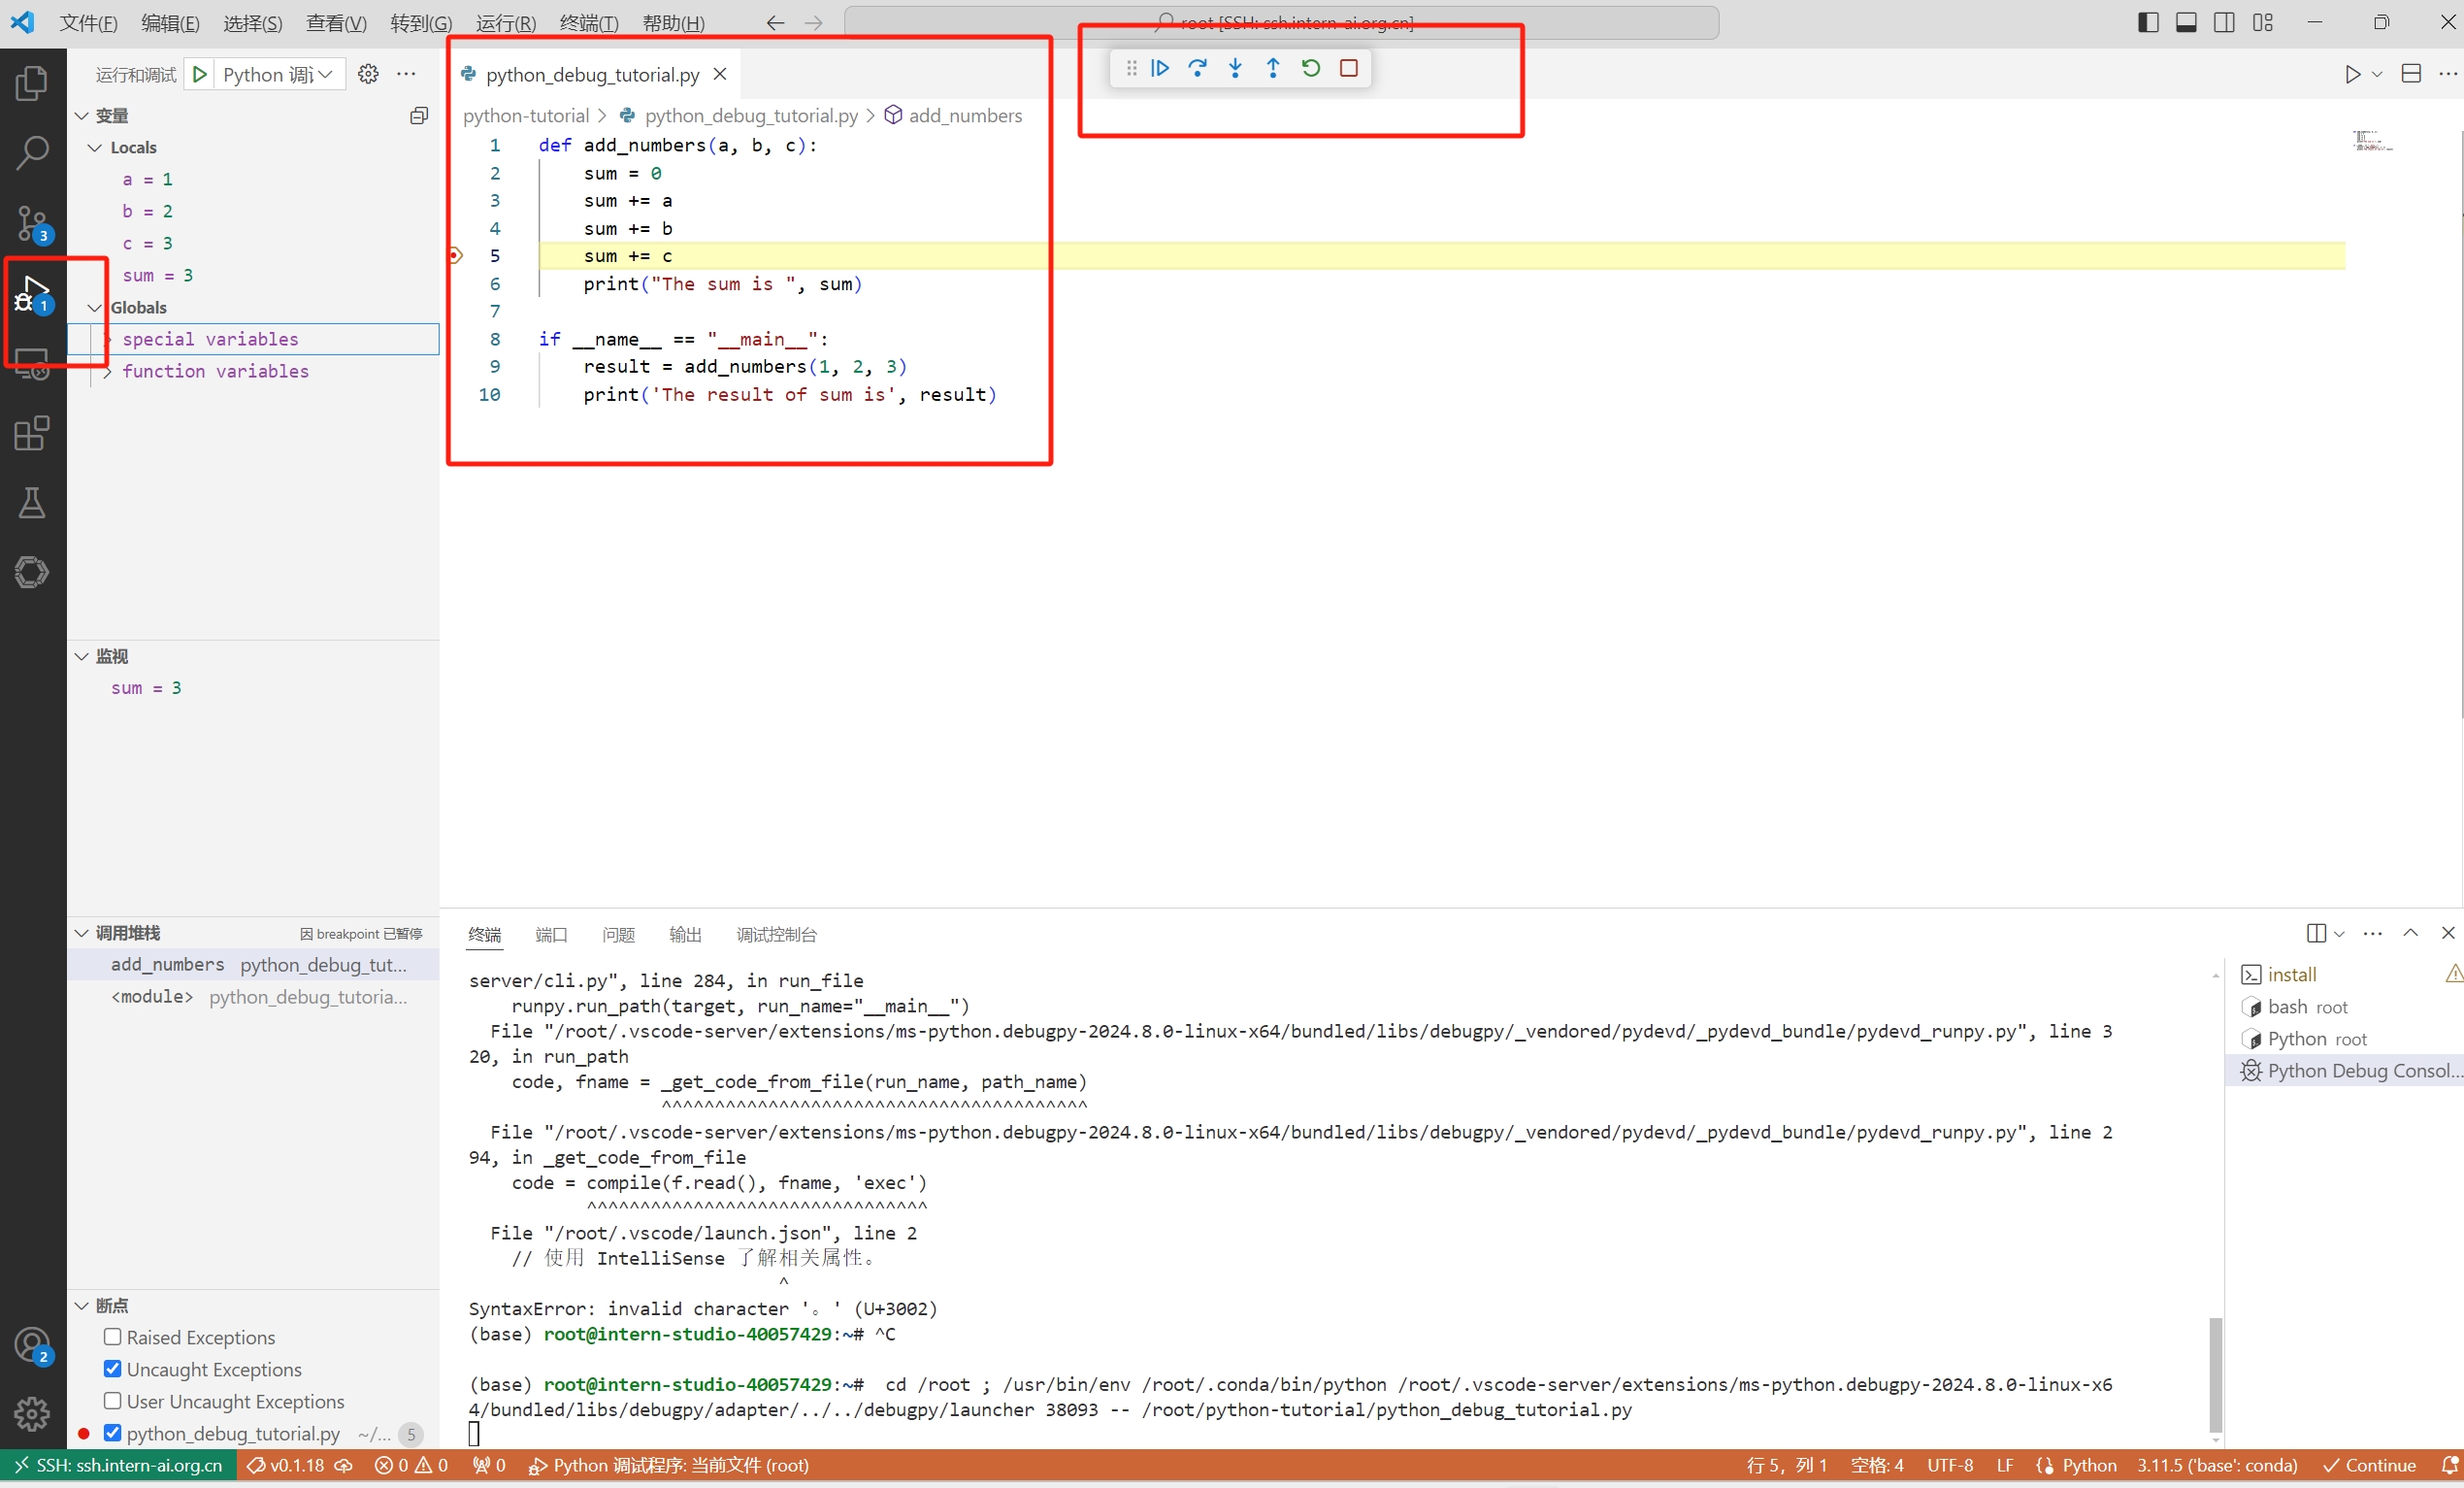 文件(F) 编辑(E) 选择(S) 查看(V) 转到(G) 运行(R) 终端(T) 帮助(H)
root [SSH: ssh.intern-ai.org.cn]
运行和调试 Python 调
变量
Locals
a = 1
b = 2
c = 3
sum = 3
Globals
special variables
function variables
监视
sum = 3
调用堆栈 因 breakpoint 已暂停
add_numbers python_debug_tut...
<module> python_debug_tutoria...
断点
Raised Exceptions
Uncaught Exceptions
User Uncaught Exceptions
python_debug_tutorial.py ~/... 5
3
1
2
python_debug_tutorial.py
python-tutorial > python_debug_tutorial.py > add_numbers
1 def add_numbers(a, b, c):
2 sum = 0
3 sum += a
4 sum += b
5 sum += c
6 print("The sum is ", sum)
7
8 if __name__ == "__main__":
9 result = add_numbers(1, 2, 3)
10 print('The result of sum is', result)
终端 端口 问题 输出 调试控制台
server/cli.py", line 284, in run_file
runpy.run_path(target, run_name="__main__")
File "/root/.vscode-server/extensions/ms-python.debugpy-2024.8.0-linux-x64/bundled/libs/debugpy/_vendored/pydevd/_pydevd_bundle/pydevd_runpy.py", line 3
20, in run_path
code, fname = _get_code_from_file(run_name, path_name)
^^^^^^^^^^^^^^^^^^^^^^^^^^^^^^^^^^^^^^^^
File "/root/.vscode-server/extensions/ms-python.debugpy-2024.8.0-linux-x64/bundled/libs/debugpy/_vendored/pydevd/_pydevd_bundle/pydevd_runpy.py", line 2
94, in _get_code_from_file
code = compile(f.read(), fname, 'exec')
^^^^^^^^^^^^^^^^^^^^^^^^^^^^^^^^
File "/root/.vscode/launch.json", line 2
// 使用 IntelliSense 了解相关属性。
^
SyntaxError: invalid character '。' (U+3002)
(base) root@intern-studio-40057429:~# ^C
(base) root@intern-studio-40057429:~# cd /root ; /usr/bin/env /root/.conda/bin/python /root/.vscode-server/extensions/ms-python.debugpy-2024.8.0-linux-x6
4/bundled/libs/debugpy/adapter/../../debugpy/launcher 38093 -- /root/python-tutorial/python_debug_tutorial.py
install
bash root
Python root
Python Debug Consol...
SSH: ssh.intern-ai.org.cn v0.1.18 0 0 0 Python 调试程序: 当前文件 (root) 行 5, 列 1 空格: 4 UTF-8 LF Python 3.11.5 ('base': conda) Continue